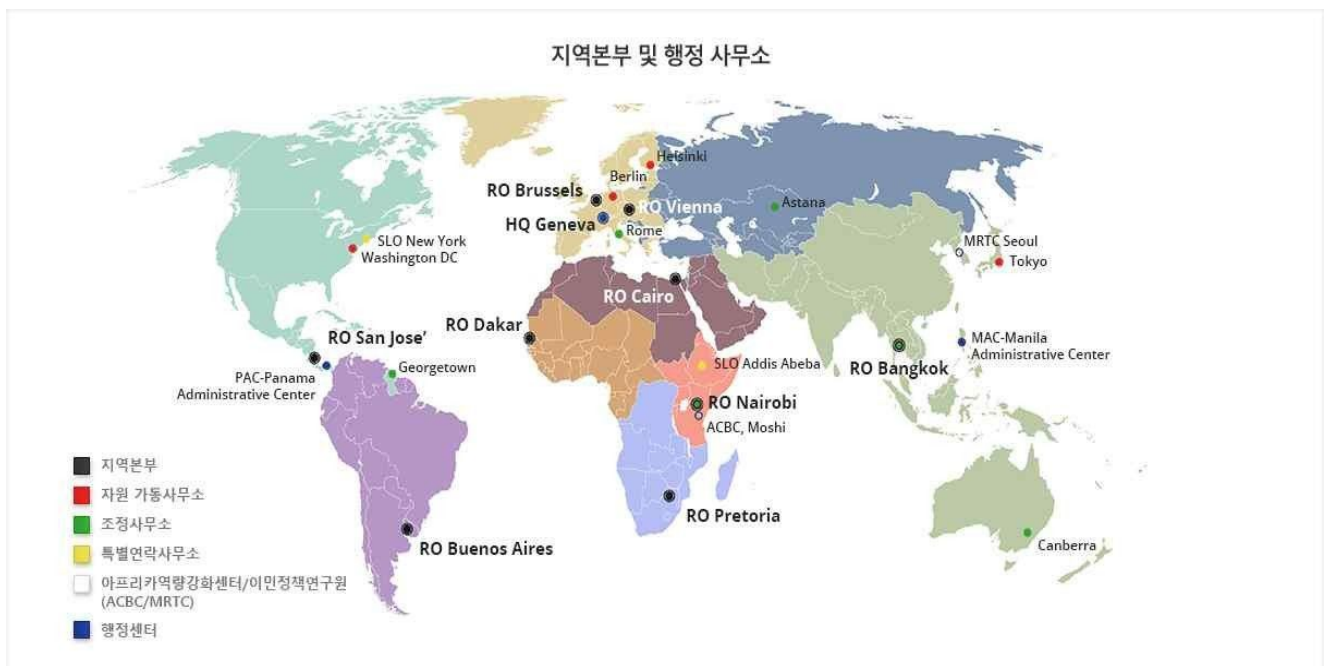 지역본부 및 행정 사무소
Helsinki
Berlin
RO Brussels
RO Vienna
Astana
HQ Geneva
Rome
SLO New York
Washington DC
MRTC Seoul
Tokyo
RO Cairo
RO Dakar
RO San Jose’
MAC-Manila
Administrative Center
SLO Addis Abeba
RO Bangkok
Georgetown
PAC-Panama
Administrative Center
RO Nairobi
ACBC, Moshi
RO Pretoria
RO Buenos Aires
Canberra
지역본부
자원 가동사무소
조정사무소
특별연락사무소
아프리카역량강화센터/이민정책연구원
(ACBC/MRTC)
행정센터